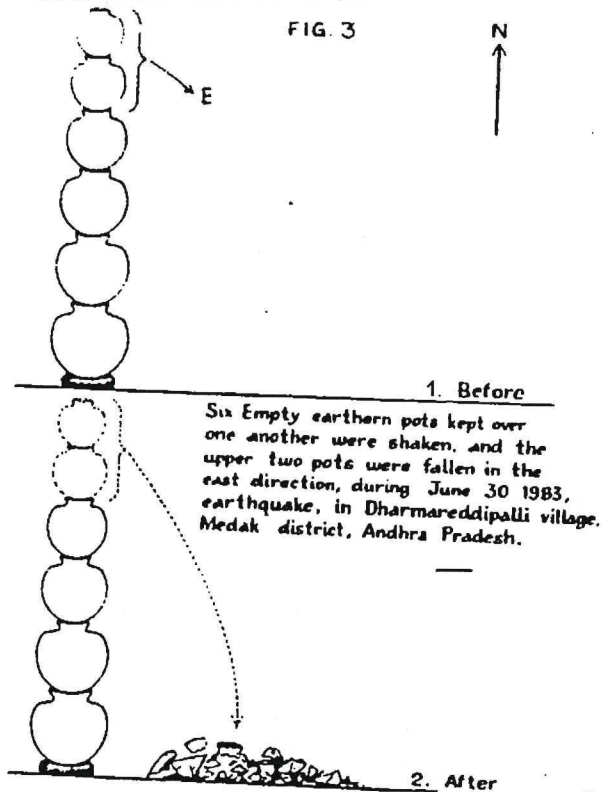 FIG. 3
N
E
1. Before
Six Empty earthern pots kept over
one another were shaken, and the
upper two pots were fallen in the
east direction, during June 30 1983,
earthquake, in Dharmareddipalli village,
Medak district, Andhra Pradesh.
2. After